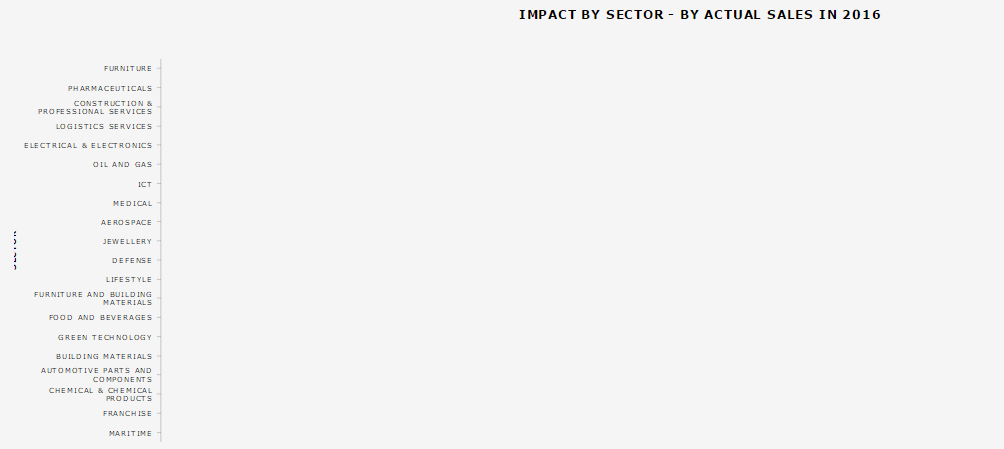 IMPACT BY SECTOR - BY ACTUAL SALES IN 2016
FURNITURE
PHARMACEUTICALS
CONSTRUCTION &
PROFESSIONAL SERVICES
LOGISTICS SERVICES
ELECTRICAL & ELECTRONICS
OIL AND GAS
ICT
MEDICAL
AEROSPACE
JEWELLERY
DEFENSE
LIFESTYLE
FURNITURE AND BUILDING
MATERIALS
FOOD AND BEVERAGES
GREEN TECHNOLOGY
BUILDING MATERIALS
AUTOMOTIVE PARTS AND
COMPONENTS
CHEMICAL & CHEMICAL
PRODUCTS
FRANCHISE
MARITIME